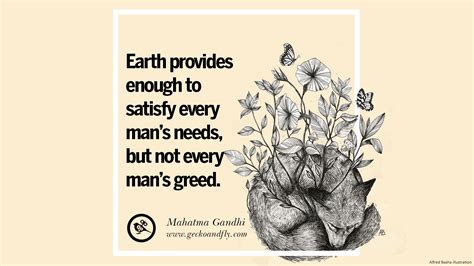 Earth provides
enough to
satisfy every
man's needs,
but not every
man's greed.
Mahatma Gandhi
www.geekoandfly.com
Alfred Basha illustration